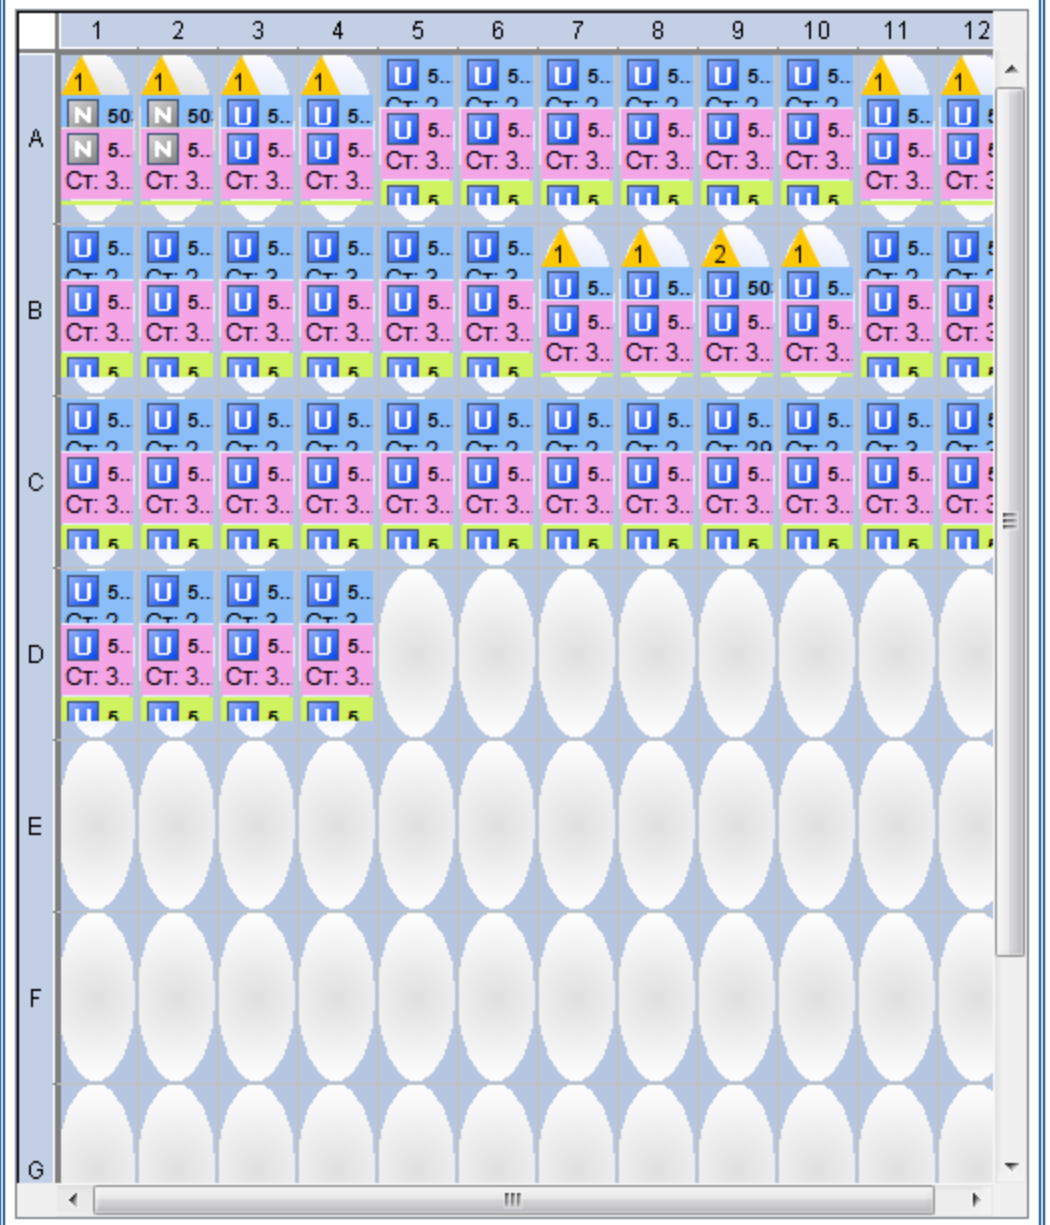 1 2 3 4 5 6 7 8 9 10 11 12
A
1 1 1 1 1 1
N 50 N 50 U 5.. U 5.. U 5.. U 5.. U 5.. U 5.. U 5.. U 5.. U 5.. U
N 5.. N 5.. U 5.. U 5.. U 5.. U 5.. U 5.. U 5.. U 5.. U 5.. U 5.. U
Ст: 3.. Ст: 3.. Ст: 3.. Ст: 3.. Ст: 3.. Ст: 3.. Ст: 3.. Ст: 3.. Ст: 3.. Ст: 3.. Ст: 3.. Ст: 3
B
1 1 2 1
U 5.. U 5.. U 5.. U 5.. U 5.. U 5.. U 5.. U 5.. U 50 U 5.. U 5.. U
U 5.. U 5.. U 5.. U 5.. U 5.. U 5.. U 5.. U 5.. U 5.. U 5.. U 5.. U
Ст: 3.. Ст: 3.. Ст: 3.. Ст: 3.. Ст: 3.. Ст: 3.. Ст: 3.. Ст: 3.. Ст: 3.. Ст: 3.. Ст: 3.. Ст: 3
C
U 5.. U 5.. U 5.. U 5.. U 5.. U 5.. U 5.. U 5.. U 5.. U 5.. U 5.. U
U 5.. U 5.. U 5.. U 5.. U 5.. U 5.. U 5.. U 5.. U 5.. U 5.. U 5.. U
Ст: 3.. Ст: 3.. Ст: 3.. Ст: 3.. Ст: 3.. Ст: 3.. Ст: 3.. Ст: 3.. Ст: 3.. Ст: 3.. Ст: 3.. Ст: 3
D
U 5.. U 5.. U 5.. U 5..
U 5.. U 5.. U 5.. U 5..
Ст: 3.. Ст: 3.. Ст: 3.. Ст: 3..
E
F
G